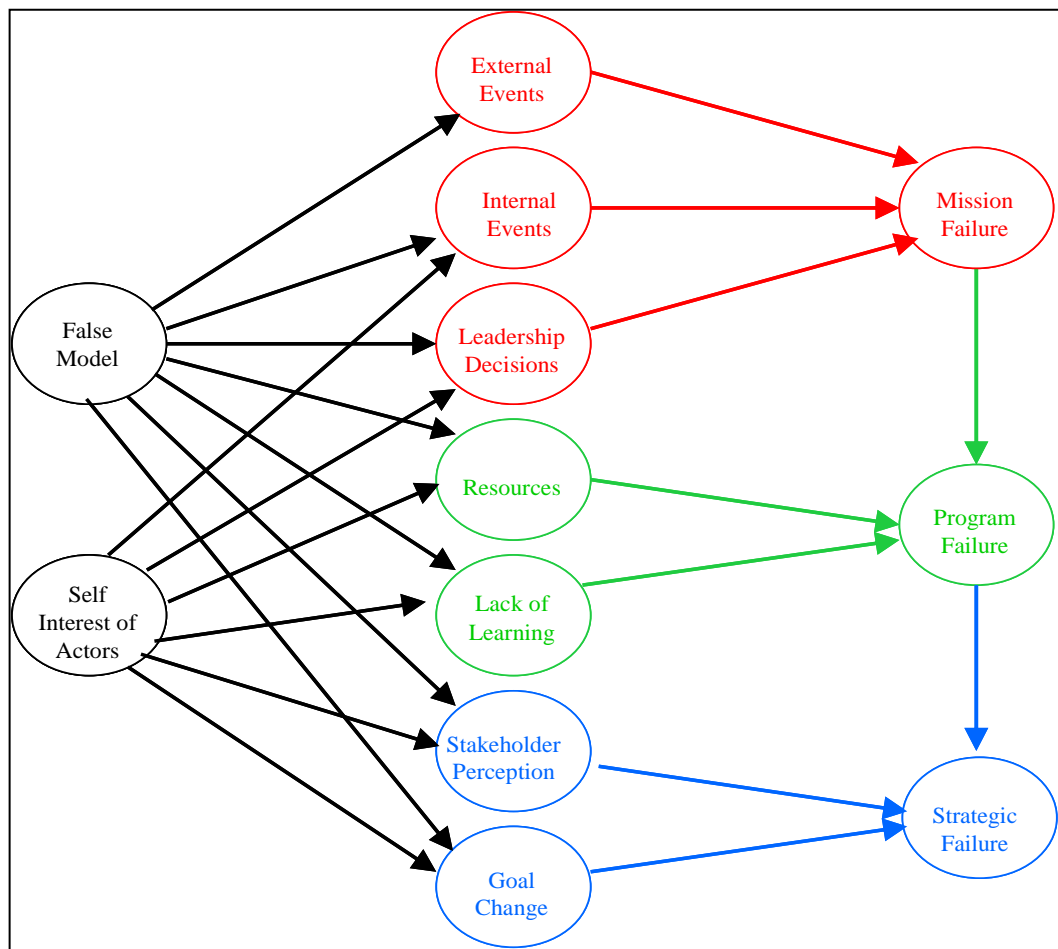 External
Events
Internal
Events
Mission
Failure
False
Model
Leadership
Decisions
Resources
Program
Failure
Self
Interest of
Actors
Lack of
Learning
Stakeholder
Perception
Strategic
Failure
Goal
Change